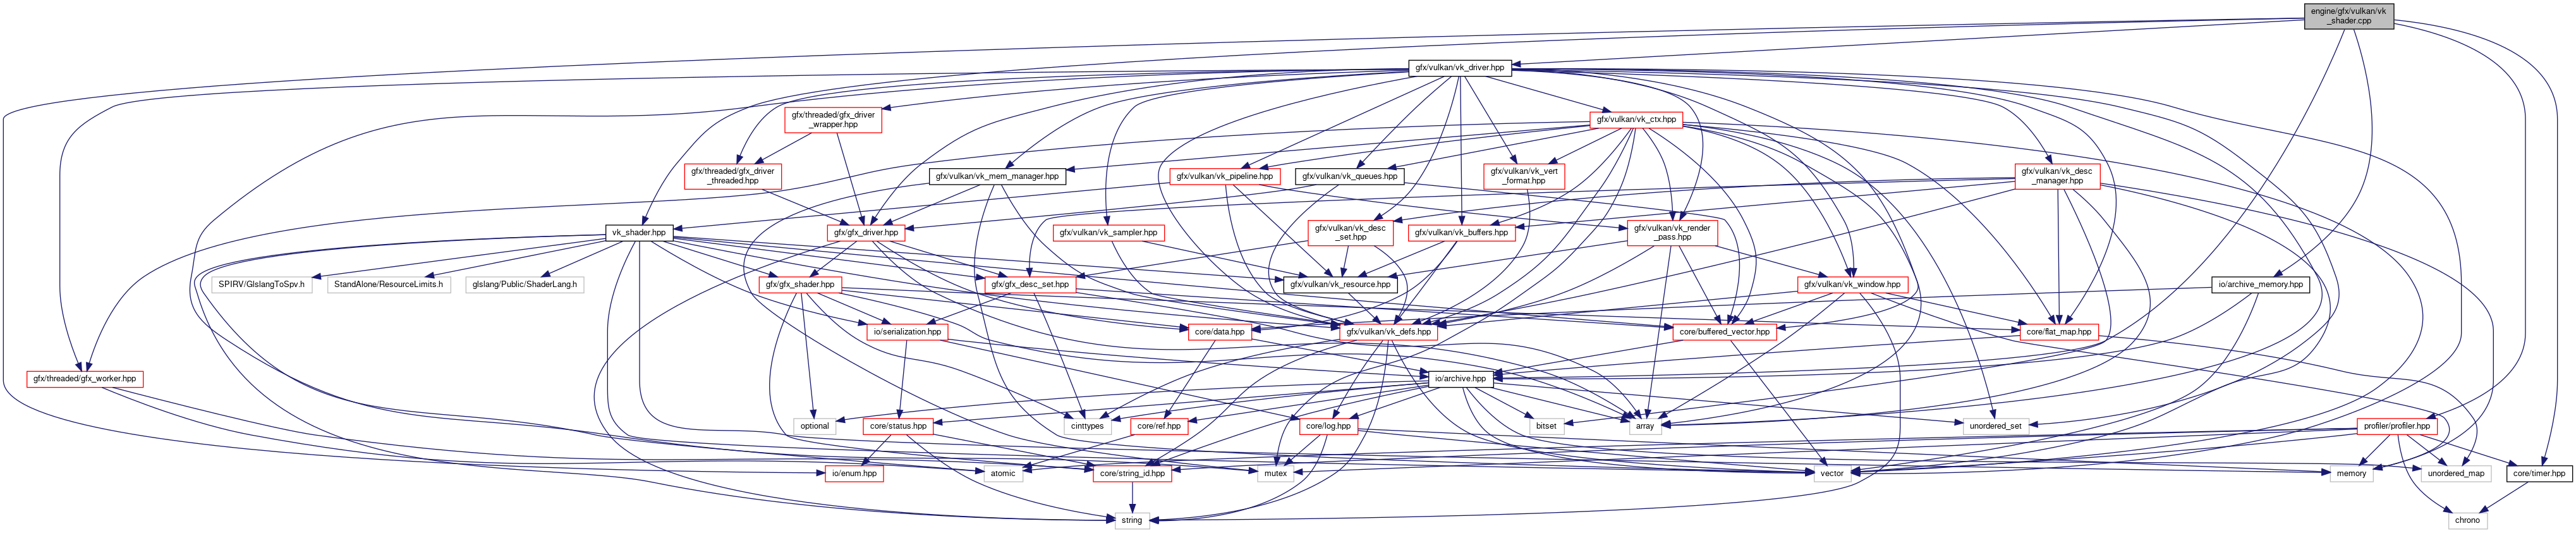 engine/gfx/vulkan/vk
_shader.cpp
gfx/vulkan/vk_driver.hpp
gfx/threaded/gfx_driver
_wrapper.hpp
gfx/vulkan/vk_ctx.hpp
gfx/threaded/gfx_driver
_threaded.hpp
gfx/vulkan/vk_mem_manager.hpp
gfx/vulkan/vk_pipeline.hpp
gfx/vulkan/vk_queues.hpp
gfx/vulkan/vk_vert
_format.hpp
gfx/vulkan/vk_desc
_manager.hpp
vk_shader.hpp
gfx/gfx_driver.hpp
gfx/vulkan/vk_sampler.hpp
gfx/vulkan/vk_desc
_set.hpp
gfx/vulkan/vk_buffers.hpp
gfx/vulkan/vk_render
_pass.hpp
SPIRV/GlslangToSpv.h
StandAlone/ResourceLimits.h
glslang/Public/ShaderLang.h
gfx/gfx_shader.hpp
gfx/gfx_desc_set.hpp
gfx/vulkan/vk_resource.hpp
gfx/vulkan/vk_window.hpp
io/archive_memory.hpp
io/serialization.hpp
core/data.hpp
gfx/vulkan/vk_defs.hpp
core/buffered_vector.hpp
core/flat_map.hpp
gfx/threaded/gfx_worker.hpp
io/archive.hpp
optional
core/status.hpp
cinttypes
core/ref.hpp
core/log.hpp
bitset
array
unordered_set
profiler/profiler.hpp
io/enum.hpp
atomic
core/string_id.hpp
mutex
vector
memory
unordered_map
core/timer.hpp
string
chrono